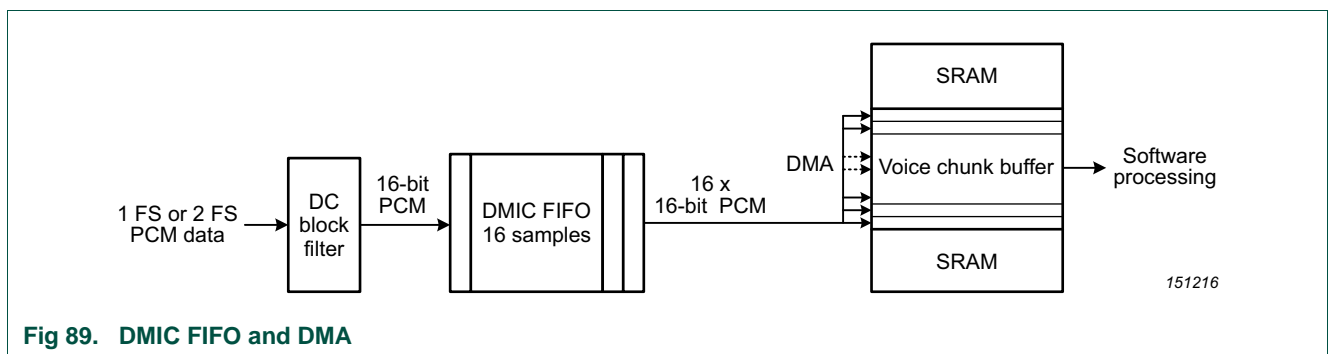 1 FS or 2 FS
PCM data
DC
block
filter
16-bit
PCM
DMIC FIFO
16 samples
16 x
16-bit PCM
DMA
SRAM
Voice chunk buffer
SRAM
Software
processing
151216
Fig 89. DMIC FIFO and DMA